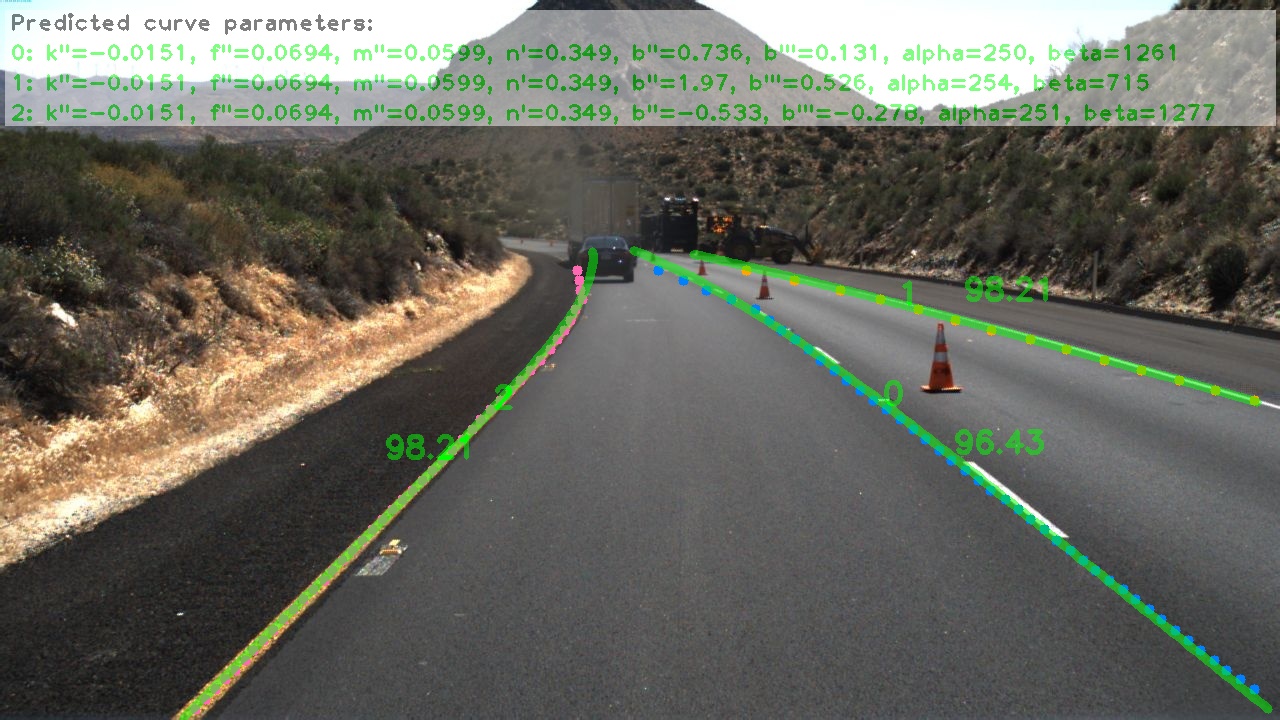 Predicted curve parameters:
0: k''=-0.0151, f''=0.0694, m''=0.0599, n'=0.349, b''=0.736, b'''=0.131, alpha=250, beta=1261
1: k''=-0.0151, f''=0.0694, m''=0.0599, n'=0.349, b''=1.97, b'''=0.526, alpha=254, beta=715
2: k''=-0.0151, f''=0.0694, m''=0.0599, n'=0.349, b''=-0.533, b'''=-0.278, alpha=251, beta=1277
1 98.21
2
0
98.21
96.43